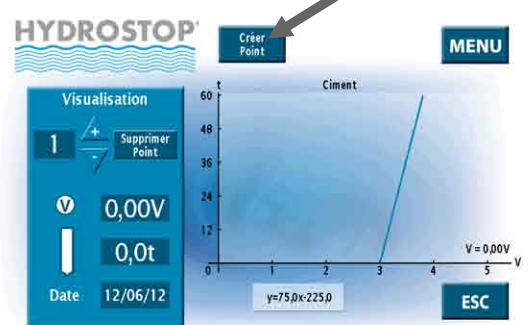 HYDROSTOP
Créer
Point
MENU
Visualisation
1
+
-
Supprimer
Point
V
0,00V
0,0t
Date
12/06/12
t
Ciment
60
48
36
24
12
0
1
2
3
4
5
V = 0,00V
V
y=75,0x-225,0
ESC